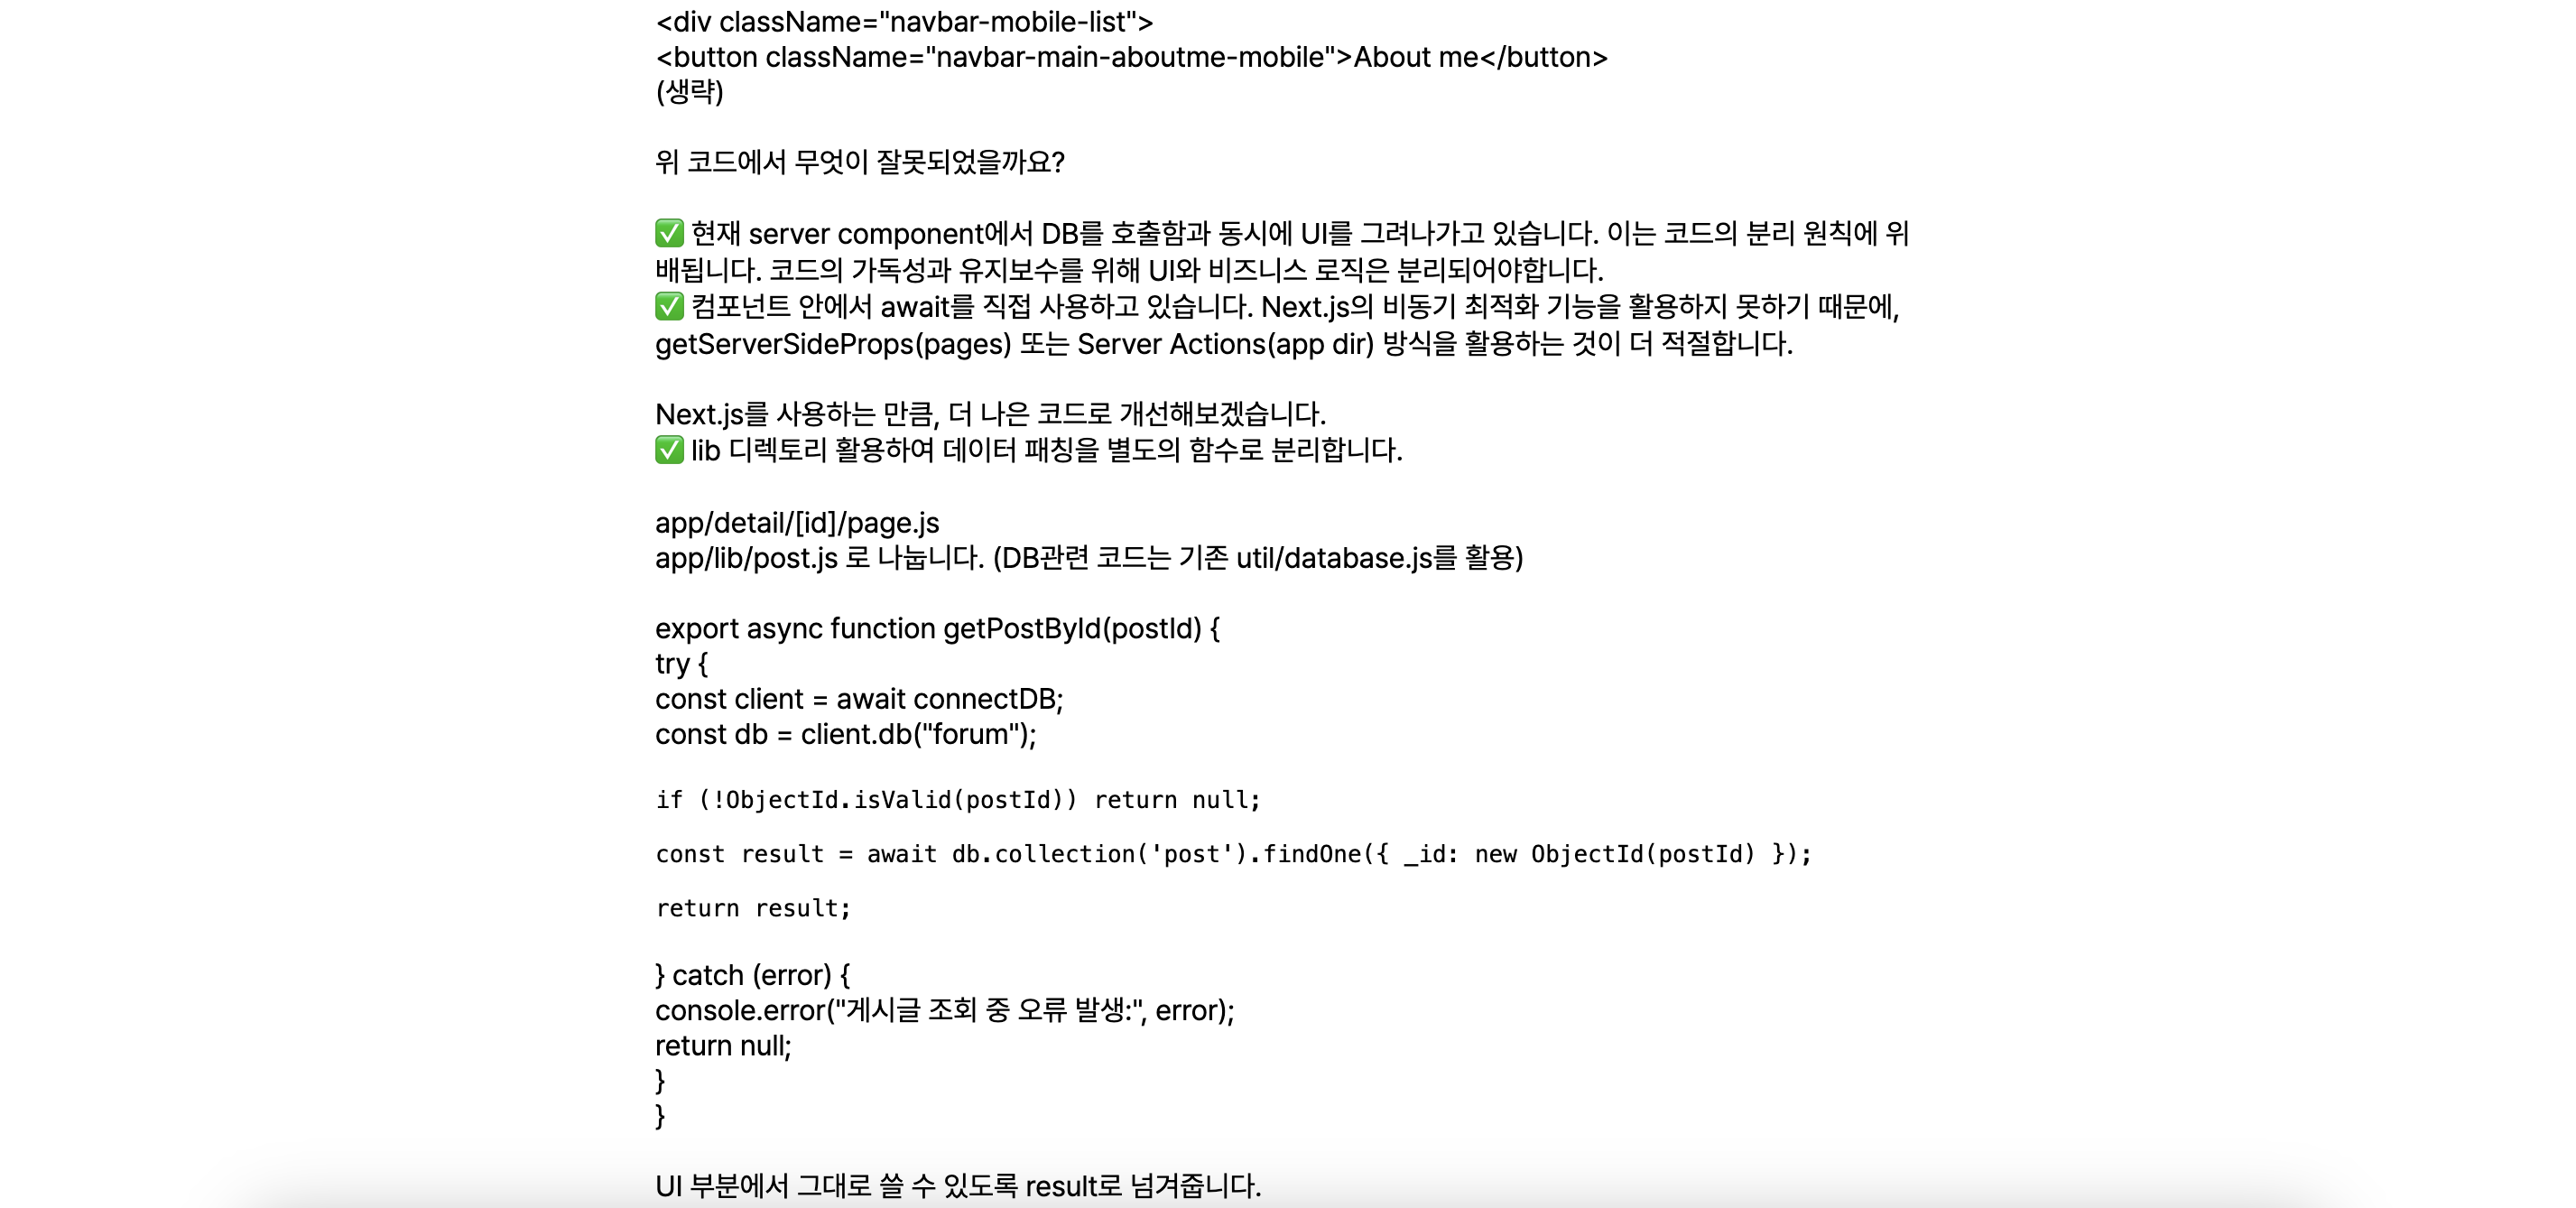 <div className="navbar-mobile-list">
<button className="navbar-main-aboutme-mobile">About me</button>
(생략)
위 코드에서 무엇이 잘못되었을까요?
✅ 현재 server component에서 DB를 호출함과 동시에 UI를 그려나가고 있습니다. 이는 코드의 분리 원칙에 위
배됩니다. 코드의 가독성과 유지보수를 위해 UI와 비즈니스 로직은 분리되어야합니다.
✅ 컴포넌트 안에서 await를 직접 사용하고 있습니다. Next.js의 비동기 최적화 기능을 활용하지 못하기 때문에,
getServerSideProps(pages) 또는 Server Actions(app dir) 방식을 활용하는 것이 더 적절합니다.
Next.js를 사용하는 만큼, 더 나은 코드로 개선해보겠습니다.
✅ lib 디렉토리 활용하여 데이터 패칭을 별도의 함수로 분리합니다.
app/detail/[id]/page.js
app/lib/post.js 로 나눕니다. (DB관련 코드는 기존 util/database.js를 활용)
export async function getPostById(postId) {
try {
const client = await connectDB;
const db = client.db("forum");
if (!ObjectId.isValid(postId)) return null;
const result = await db.collection('post').findOne({ _id: new ObjectId(postId) });
return result;
} catch (error) {
console.error("게시글 조회 중 오류 발생:", error);
return null;
}
}
UI 부분에서 그대로 쓸 수 있도록 result로 넘겨줍니다.